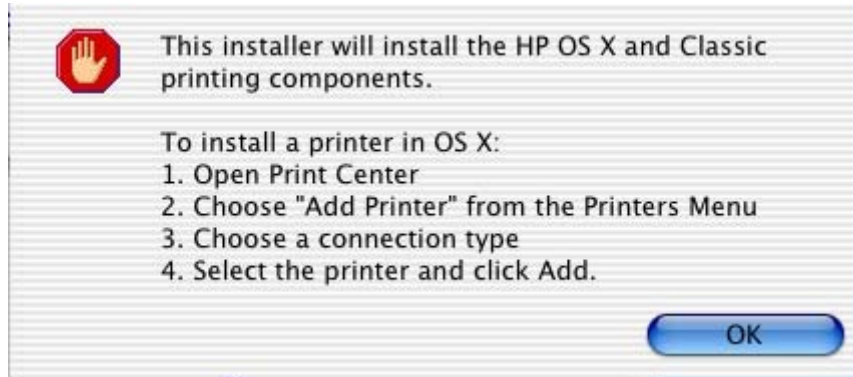 This installer will install the HP OS X and Classic
printing components.
To install a printer in OS X:
1. Open Print Center
2. Choose "Add Printer" from the Printers Menu
3. Choose a connection type
4. Select the printer and click Add.
OK